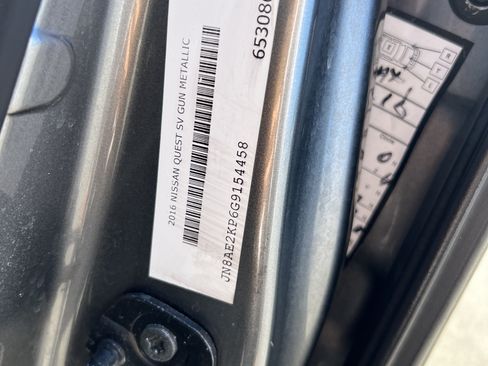 65308
2016 NISSAN QUEST SV GUN METALLIC
JN8AE2KP6G9154458